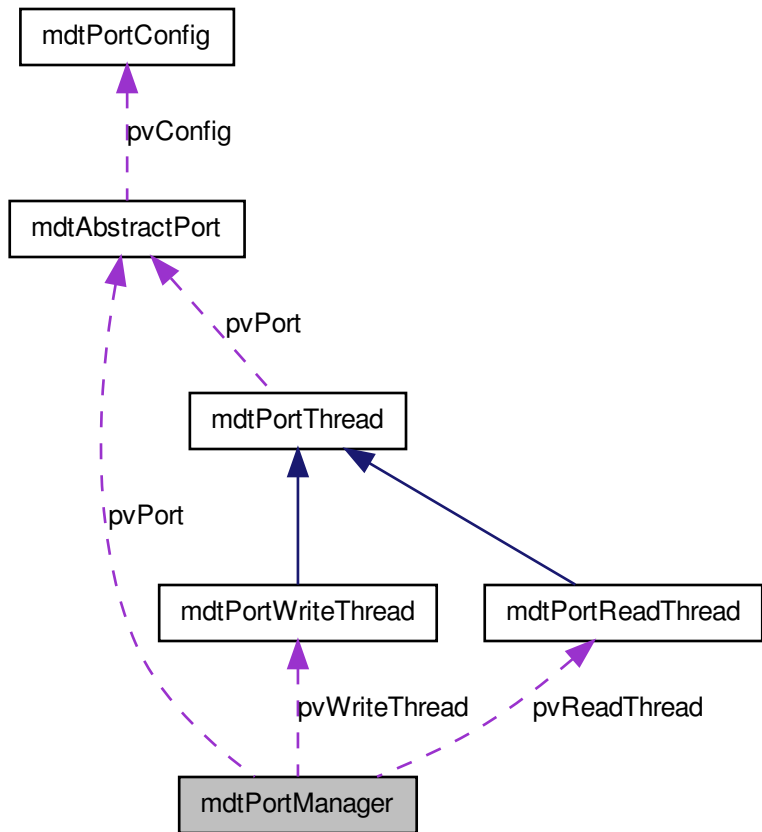 mdtPortConfig
pvConfig
mdtAbstractPort
pvPort
mdtPortThread
pvPort
mdtPortWriteThread
mdtPortReadThread
pvWriteThread
pvReadThread
mdtPortManager